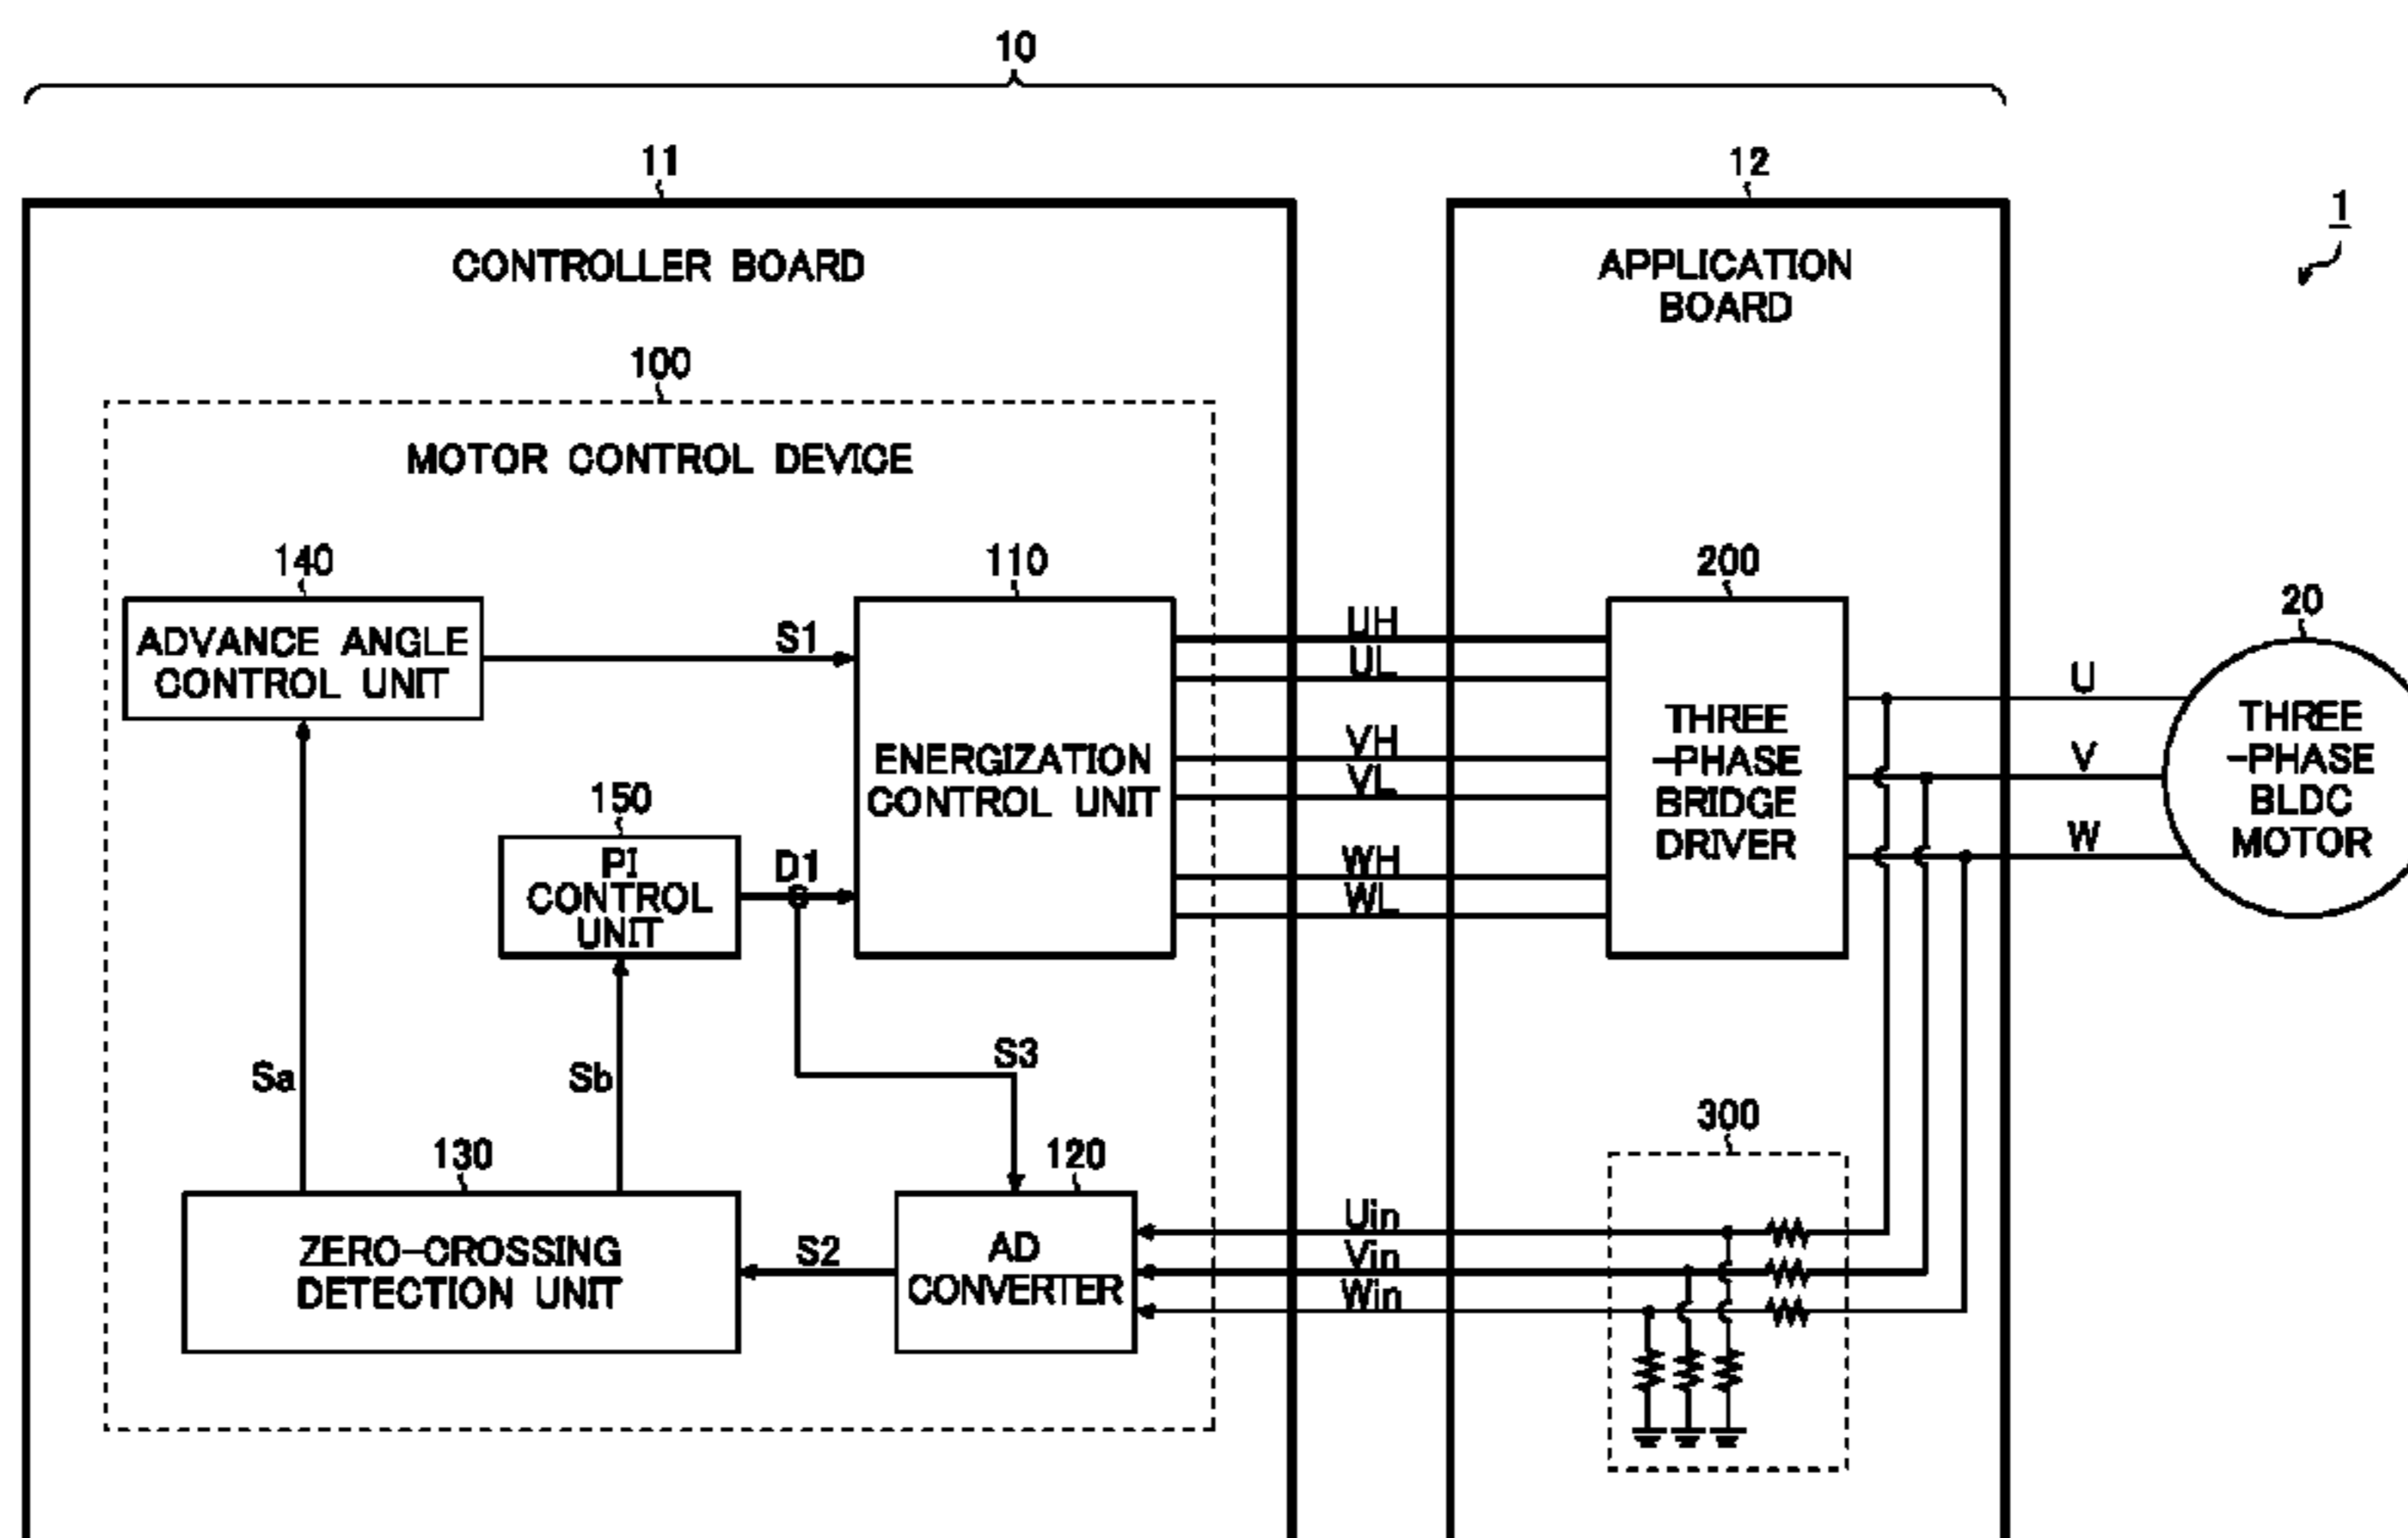 10
11
12
1
CONTROLLER BOARD
APPLICATION
BOARD
100
MOTOR CONTROL DEVICE
140
110
200
20
ADVANCE ANGLE
CONTROL UNIT
S1
UH
UL
VH
VL
WH
WL
ENERGIZATION
CONTROL UNIT
THREE
-PHASE
BRIDGE
DRIVER
U
V
W
THREE
-PHASE
BLDC
MOTOR
150
PI
CONTROL
UNIT
D1
Sa
Sb
S3
300
130
120
ZERO-CROSSING
DETECTION UNIT
S2
AD
CONVERTER
Uin
Vin
Win